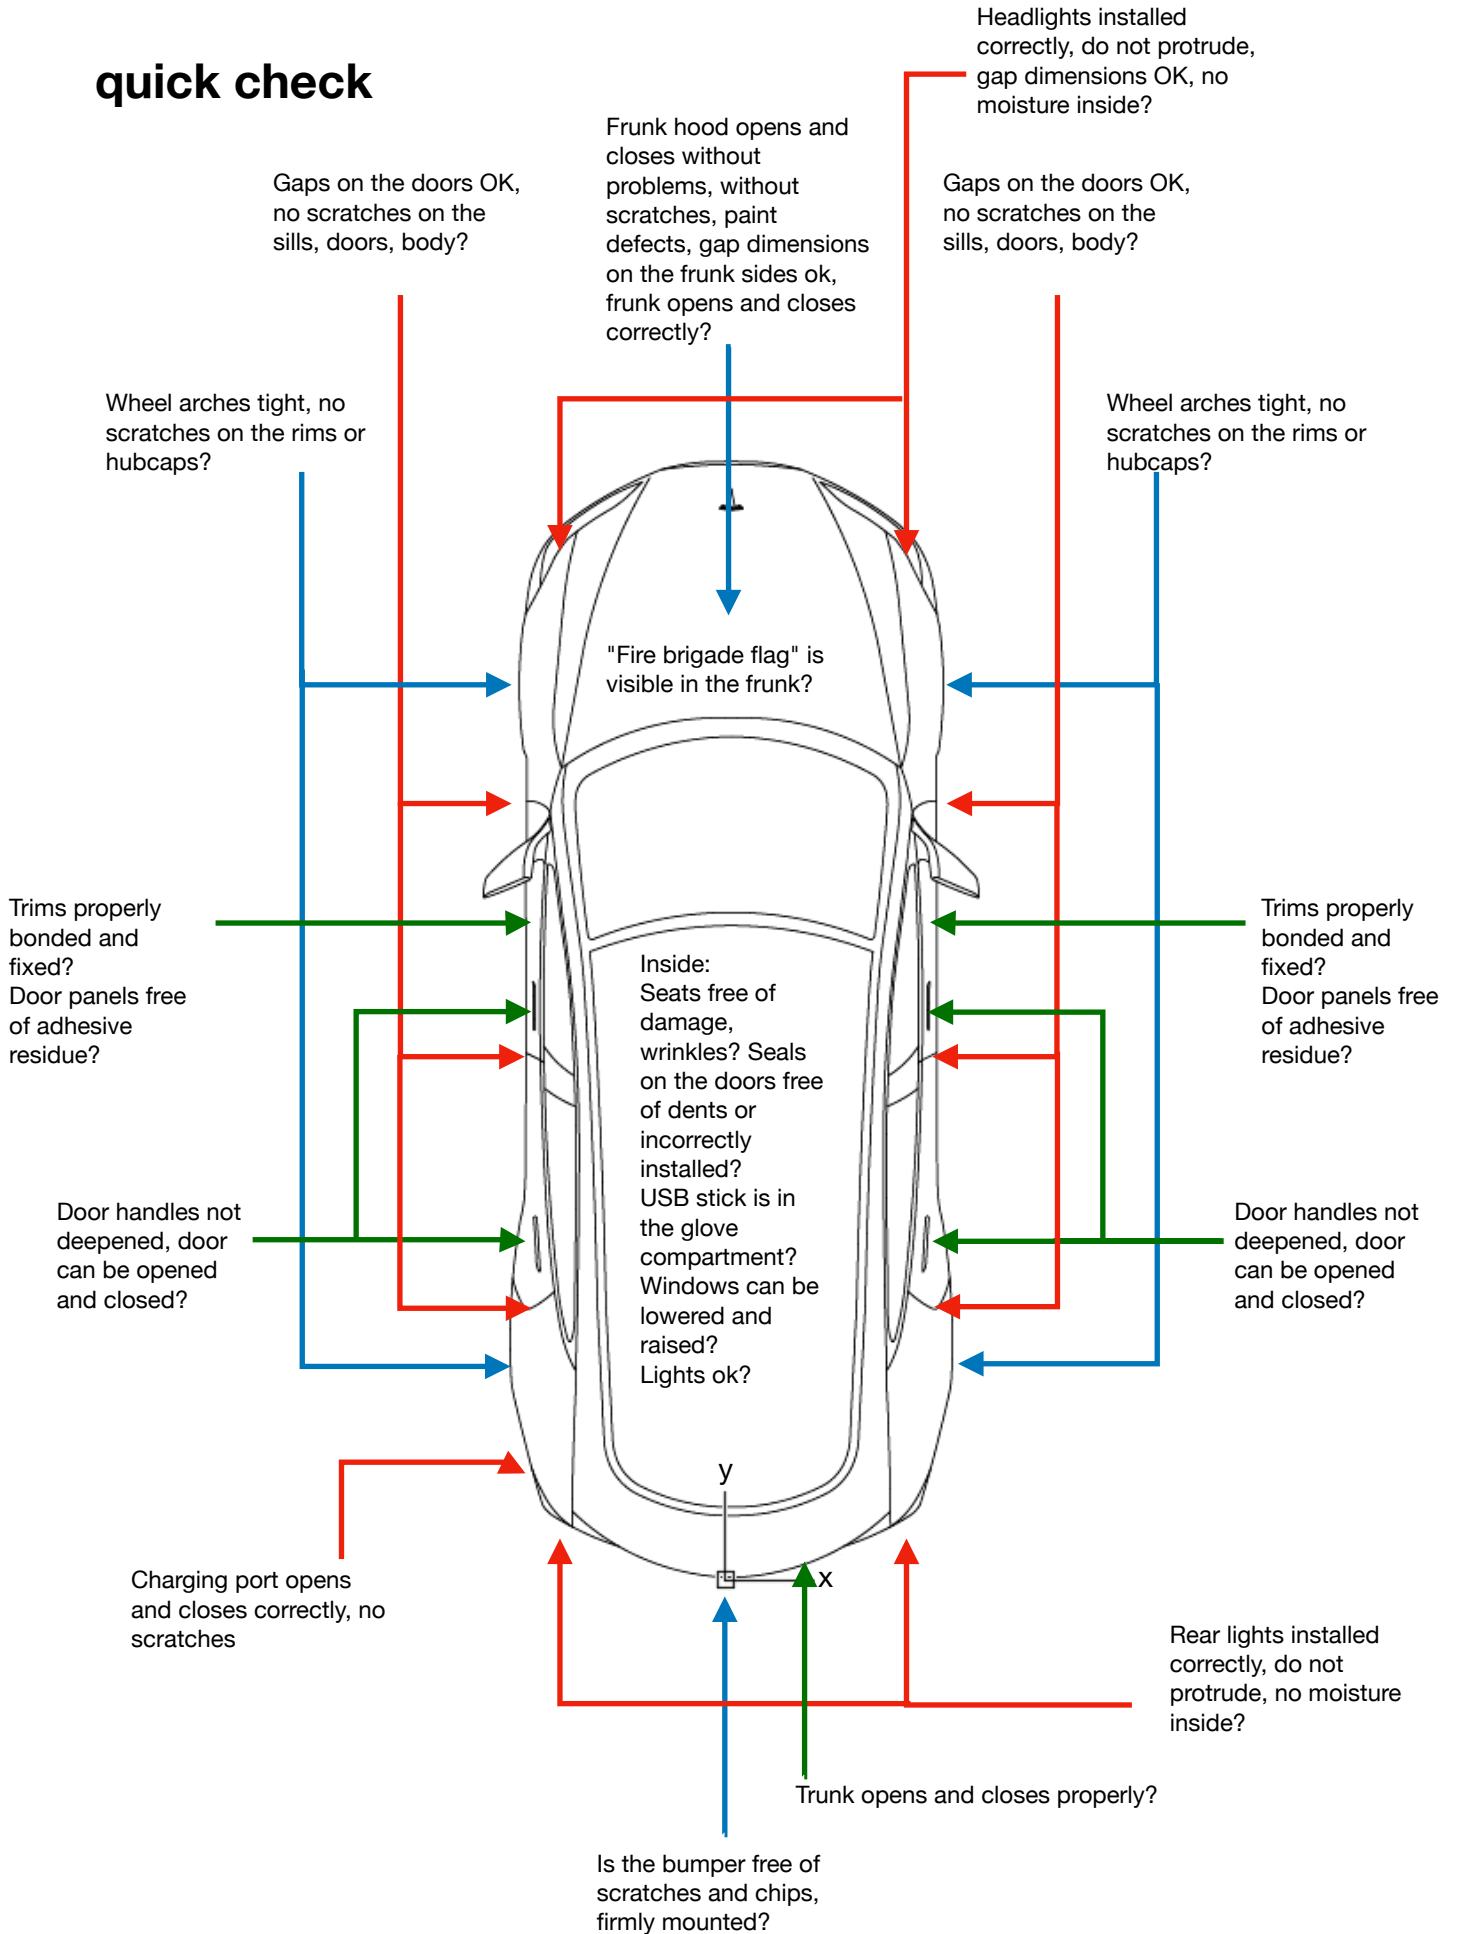 quick check
Headlights installed
correctly, do not protrude,
gap dimensions OK, no
moisture inside?
Frunk hood opens and
closes without
problems, without
scratches, paint
defects, gap dimensions
on the frunk sides ok,
frunk opens and closes
correctly?
Gaps on the doors OK,
no scratches on the
sills, doors, body?
Gaps on the doors OK,
no scratches on the
sills, doors, body?
Wheel arches tight, no
scratches on the rims or
hubcaps?
Wheel arches tight, no
scratches on the rims or
hubcaps?
"Fire brigade flag" is
visible in the frunk?
Trims properly
bonded and
fixed?
Door panels free
of adhesive
residue?
Inside:
Seats free of
damage,
wrinkles? Seals
on the doors free
of dents or
incorrectly
installed?
USB stick is in
the glove
compartment?
Windows can be
lowered and
raised?
Lights ok?
Trims properly
bonded and
fixed?
Door panels free
of adhesive
residue?
Door handles not
deepened, door
can be opened
and closed?
Door handles not
deepened, door
can be opened
and closed?
y
x
Charging port opens
and closes correctly, no
scratches
Rear lights installed
correctly, do not
protrude, no moisture
inside?
Trunk opens and closes properly?
Is the bumper free of
scratches and chips,
firmly mounted?